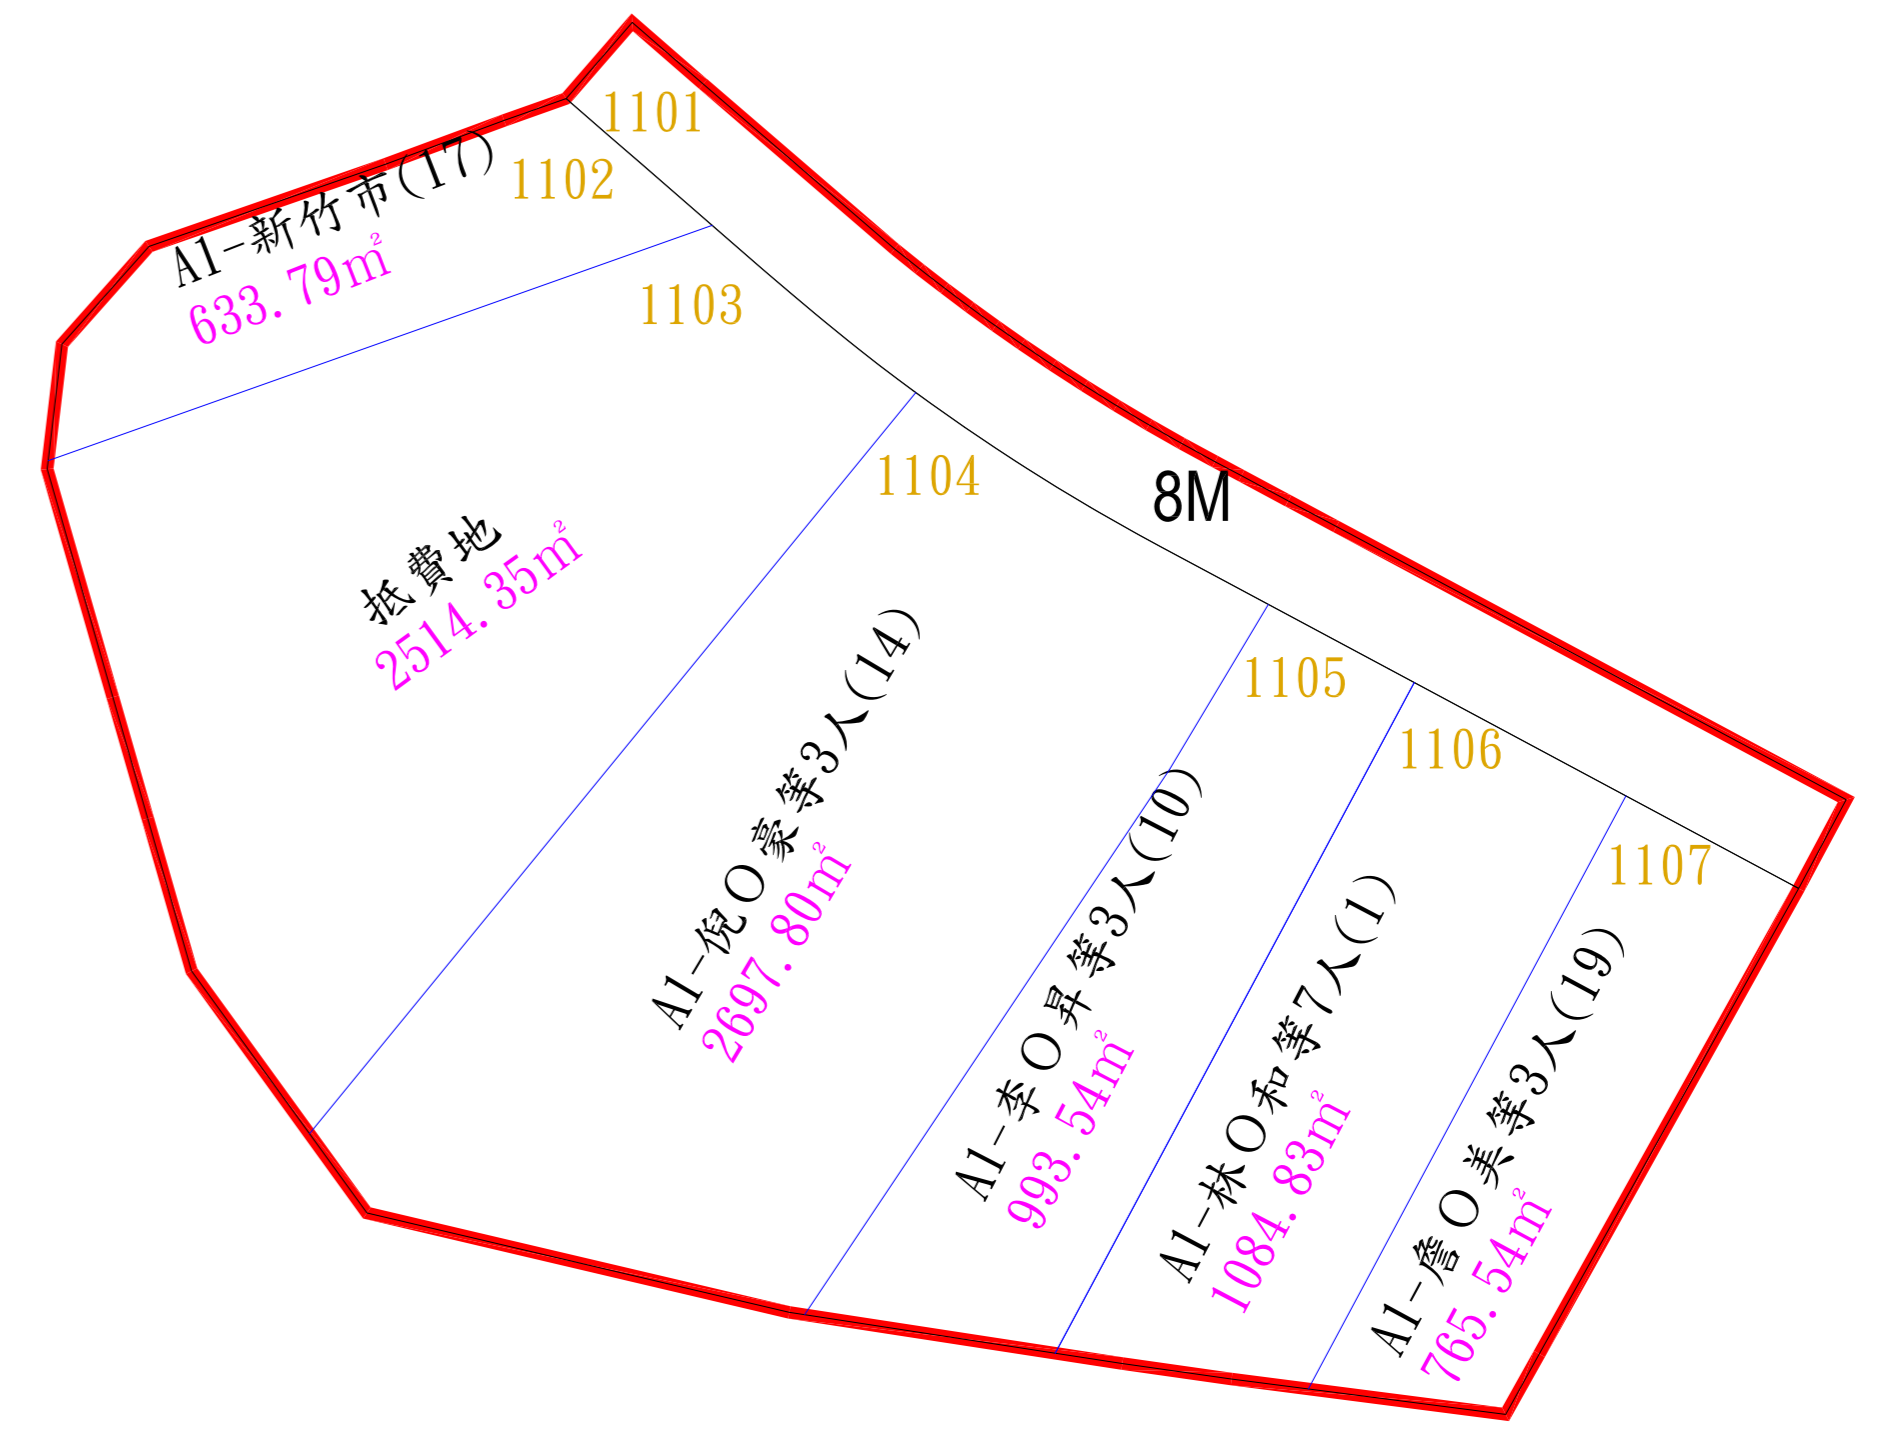 1101
1102
A1-新竹市(17)
633.79㎡
1103
抵費地
2514.35㎡
1104
8M
A1-倪O豪等3人(14)
2697.80㎡
1105
A1-李O昇等3人(10)
993.54㎡
1106
A1-林O和等7人(1)
1084.83㎡
1107
A1-詹O美等3人(19)
765.54㎡